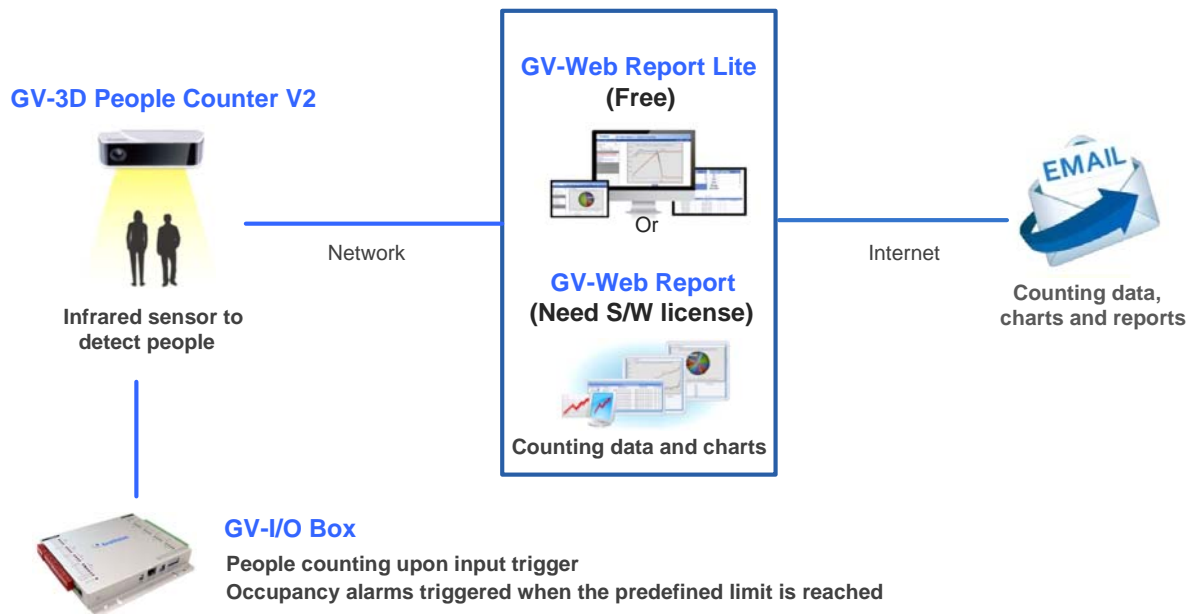 GV-Web Report Lite
(Free)
GV-3D People Counter V2
EMAIL
Or
Network
Internet
GV-Web Report
(Need S/W license)
Infrared sensor to
detect people
Counting data,
charts and reports
Counting data and charts
GV-I/O Box
People counting upon input trigger
Occupancy alarms triggered when the predefined limit is reached